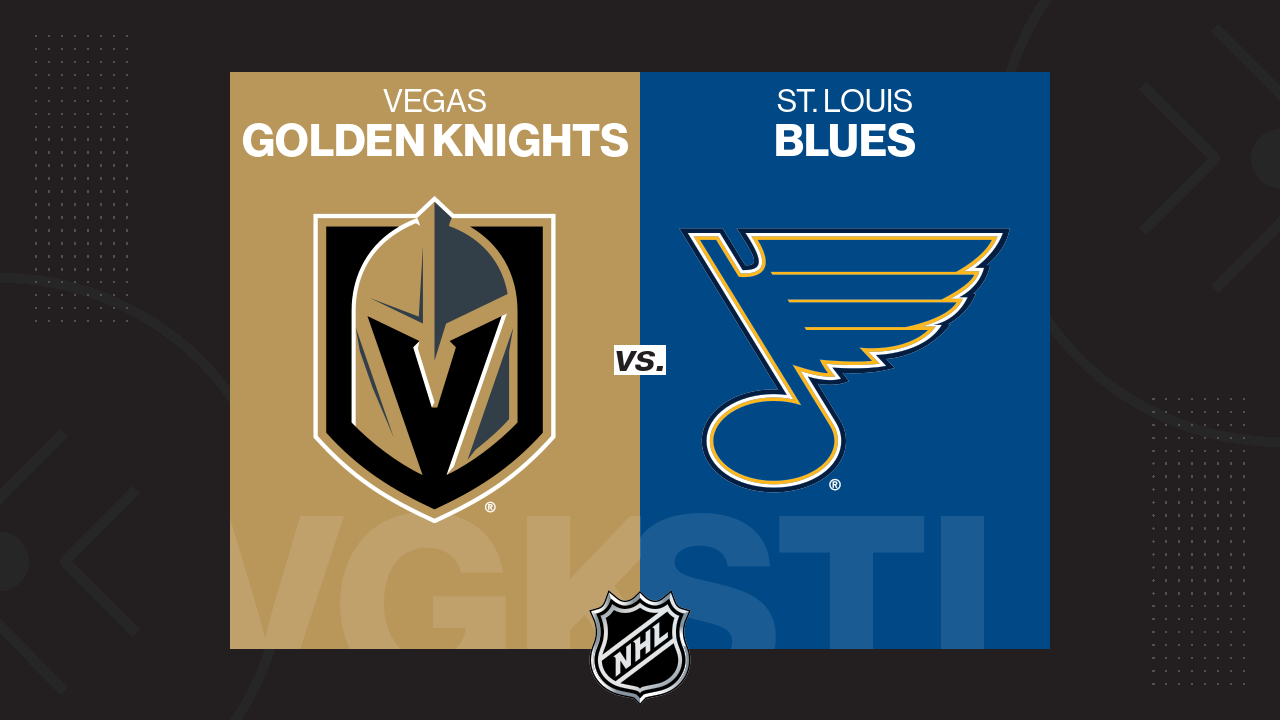 VEGAS
GOLDEN KNIGHTS
ST. LOUIS
BLUES
vs.
®
®
VGK
STL
NHL